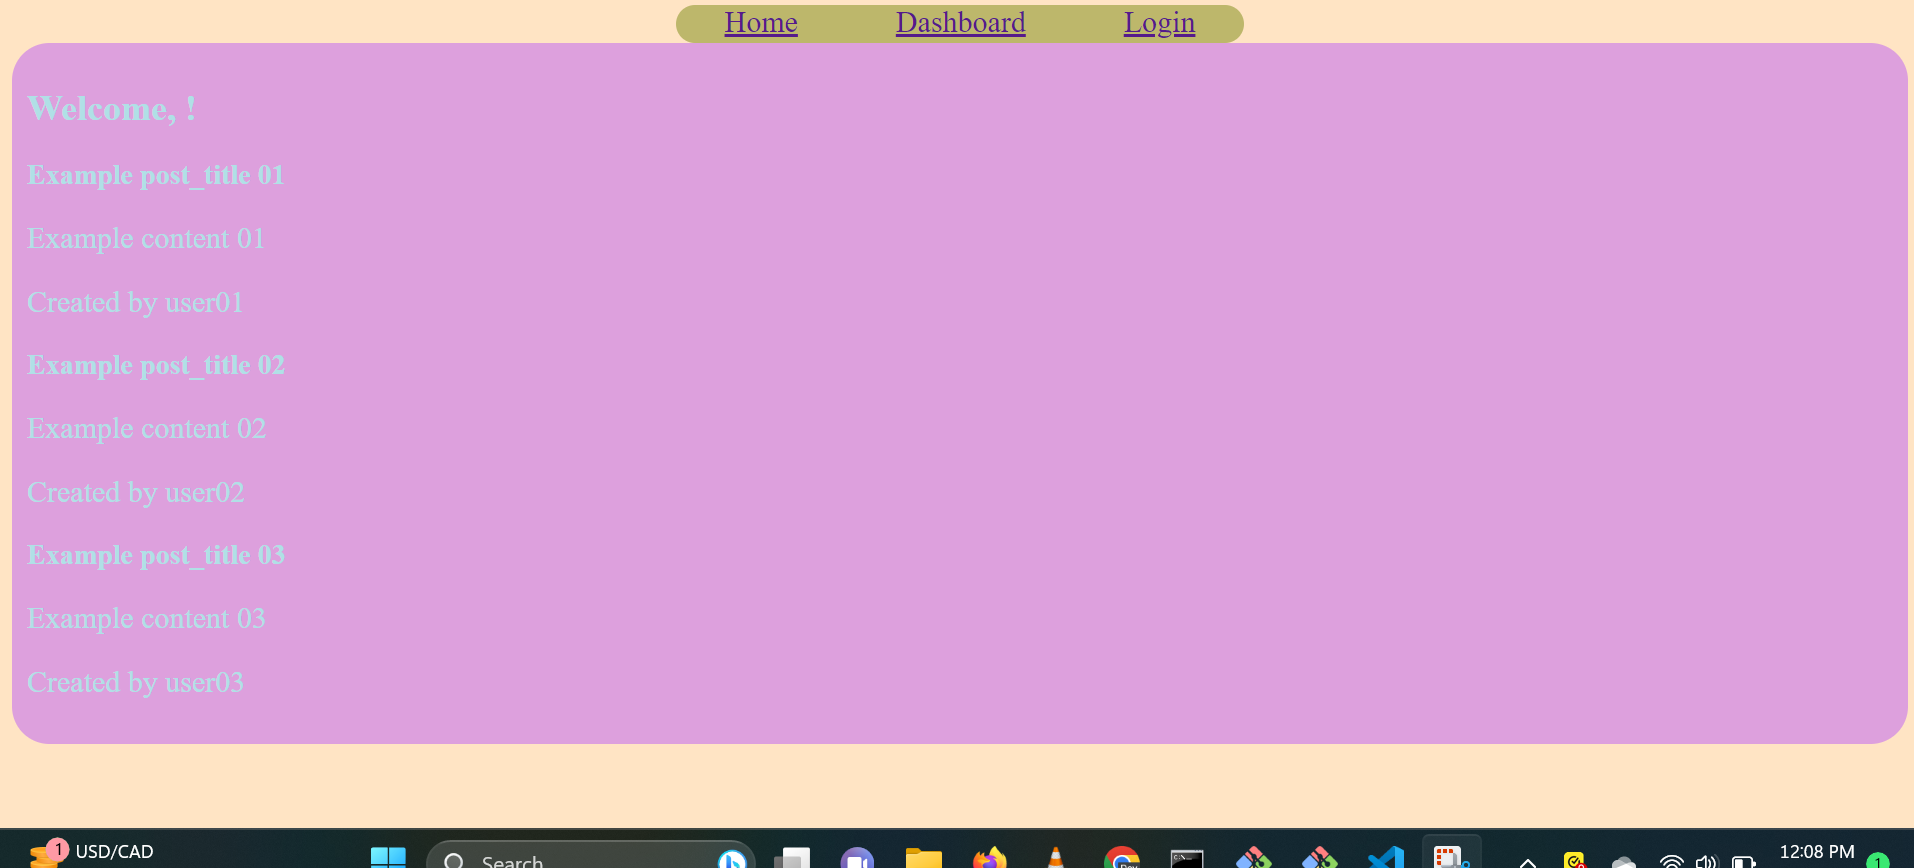 Home Dashboard Login
Welcome, !
Example post_title 01
Example content 01
Created by user01
Example post_title 02
Example content 02
Created by user02
Example post_title 03
Example content 03
Created by user03
1 USD/CAD
Search
12:08 PM
1